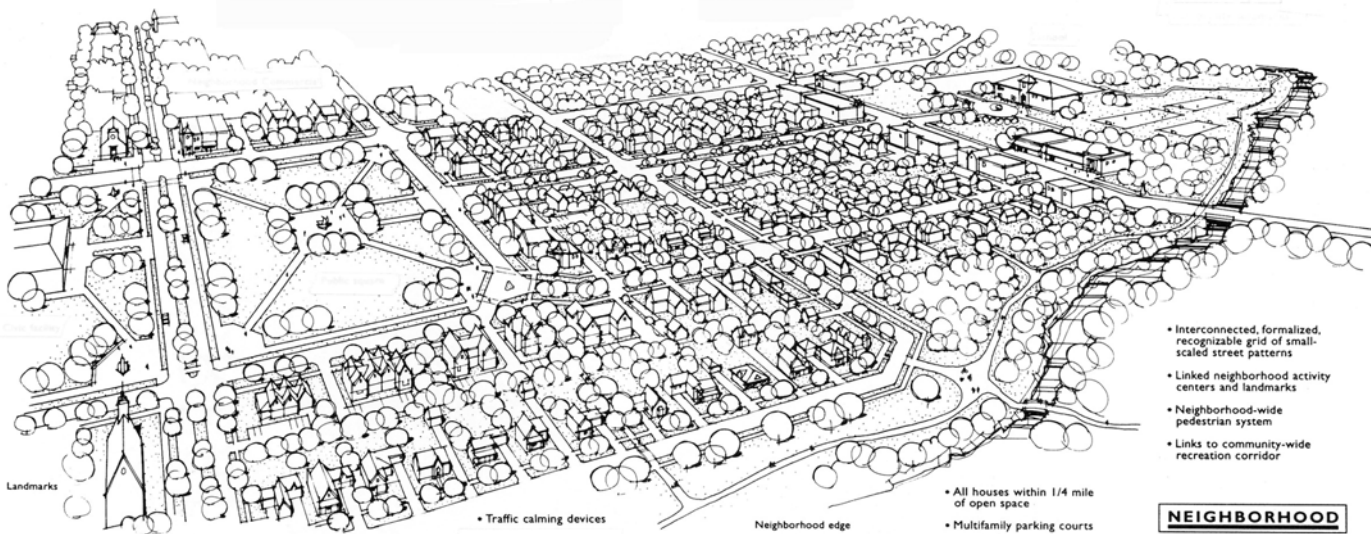 • Interconnected, formalized,
recognizable grid of small-
scaled street patterns
• Linked neighborhood activity
centers and landmarks
• Neighborhood-wide
pedestrian system
• Links to community-wide
recreation corridor
Landmarks
• Traffic calming devices
Neighborhood edge
• All houses within 1/4 mile
of open space
• Multifamily parking courts
NEIGHBORHOOD